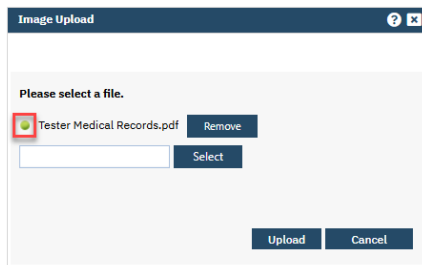 Image Upload
Please select a file.
Tester Medical Records.pdf Remove
Select
Upload Cancel